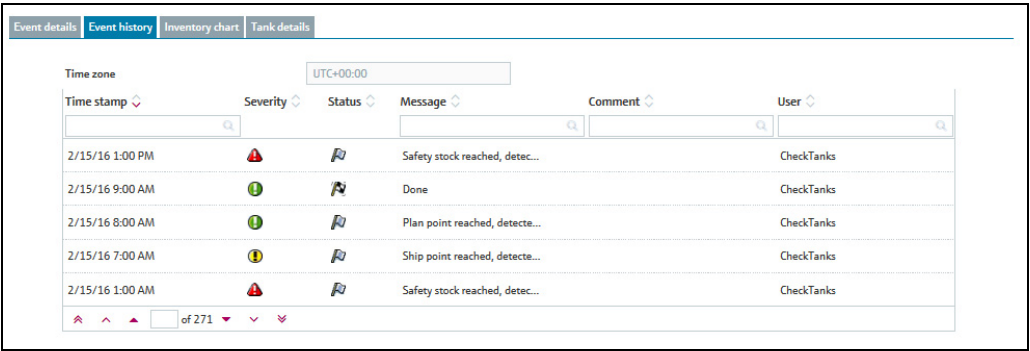 Event details Event history Inventory chart Tank details
Time zone UTC+00:00
Time stamp Severity Status Message Comment User
2/15/16 1:00 PM Safety stock reached, detec... CheckTanks
2/15/16 9:00 AM Done CheckTanks
2/15/16 8:00 AM Plan point reached, detecte... CheckTanks
2/15/16 7:00 AM Ship point reached, detecte... CheckTanks
2/15/16 1:00 AM Safety stock reached, detec... CheckTanks
of 271